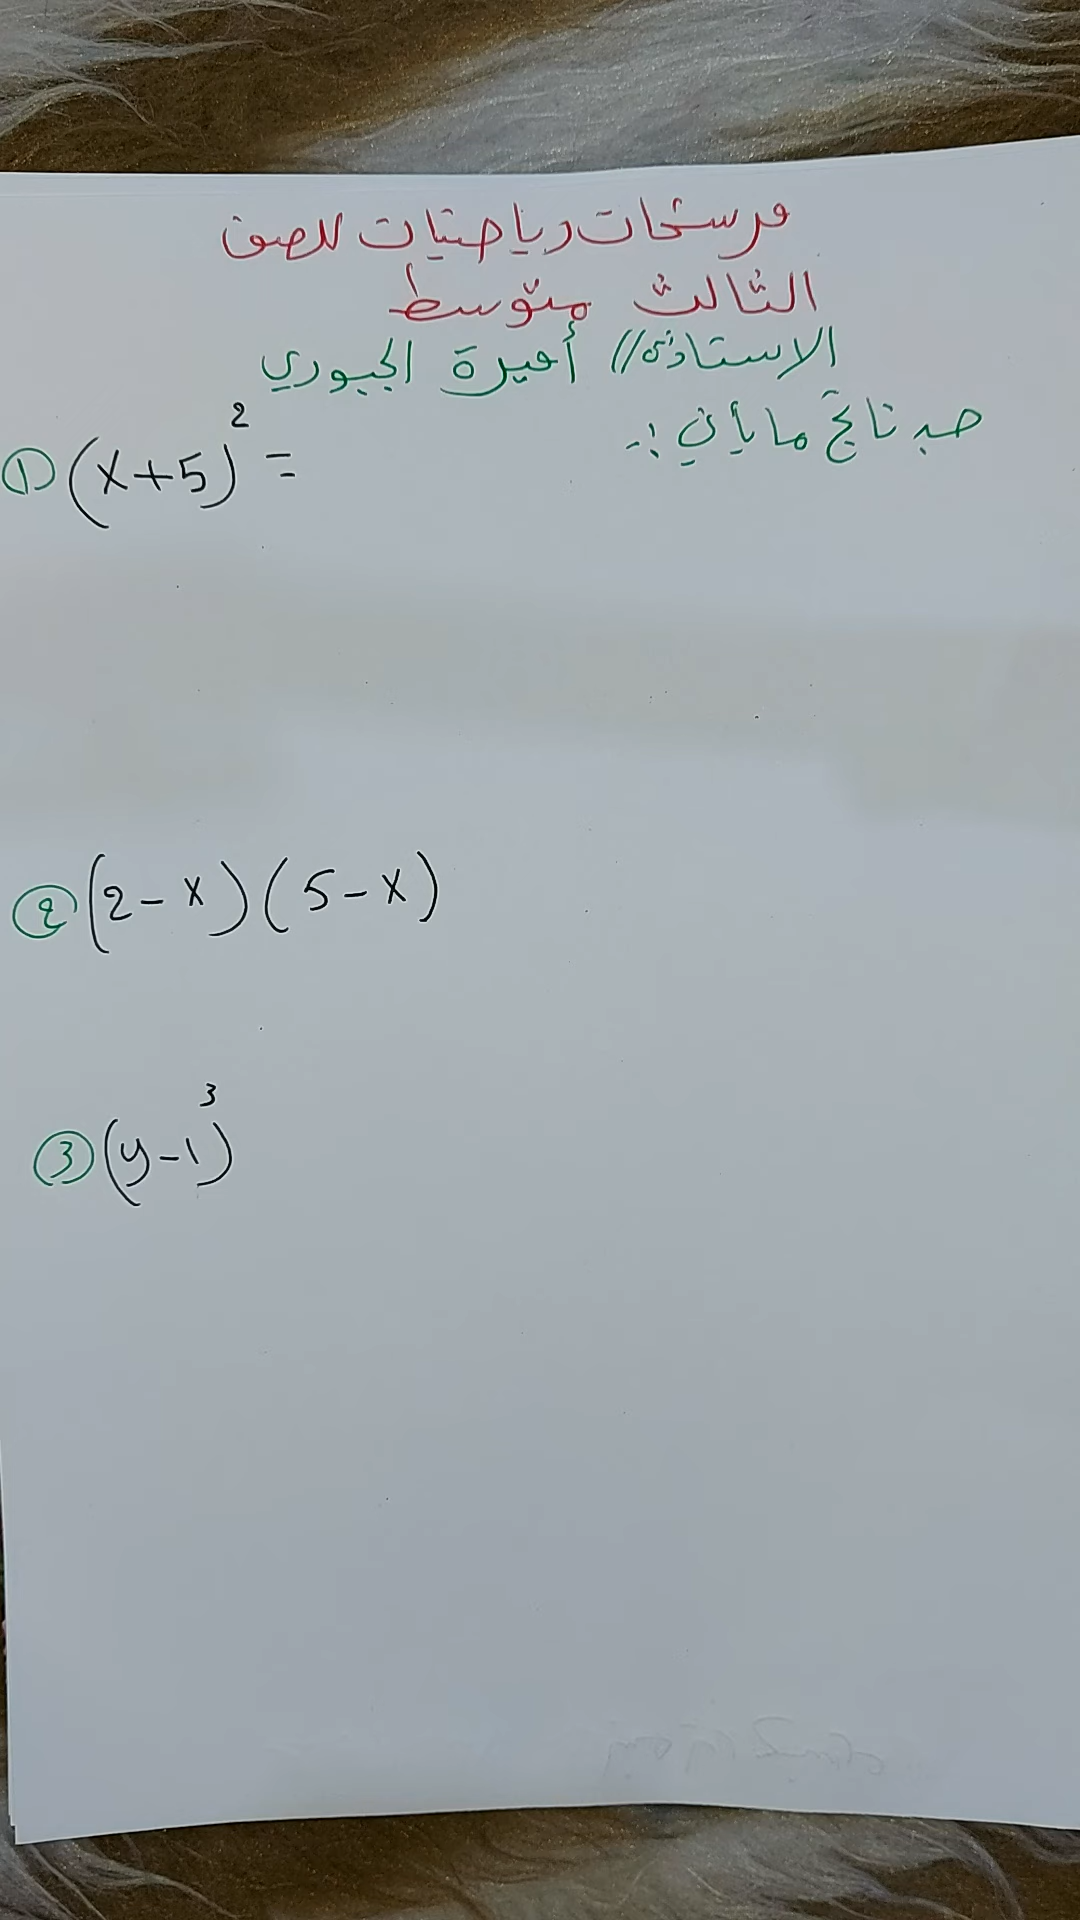 مرشحات رياضيات للصف
الثالث متوسط
الاستاذة// أميرة الجبوري
جد ناتج ما يأتي :-
① (x+5)² =
② (2-x)(5-x)
③ (y-1)³